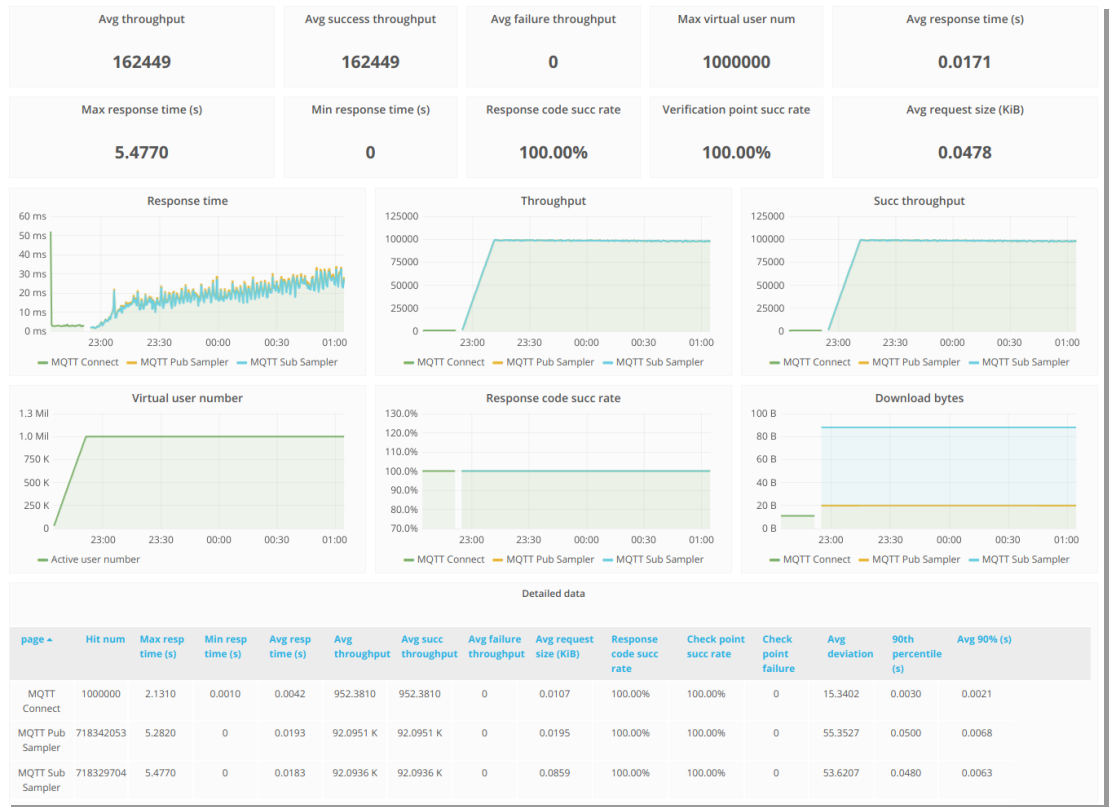 Avg throughput
162449
Avg success throughput
162449
Avg failure throughput
0
Max virtual user num
1000000
Avg response time (s)
0.0171
Max response time (s)
5.4770
Min response time (s)
0
Response code succ rate
100.00%
Verification point succ rate
100.00%
Avg request size (KiB)
0.0478
Response time
60 ms
50 ms
40 ms
30 ms
20 ms
10 ms
0 ms
23:00 23:30 00:00 00:30 01:00
MQTT Connect MQTT Pub Sampler MQTT Sub Sampler
Throughput
125000
100000
75000
50000
25000
0
23:00 23:30 00:00 00:30 01:00
MQTT Connect MQTT Pub Sampler MQTT Sub Sampler
Succ throughput
125000
100000
75000
50000
25000
0
23:00 23:30 00:00 00:30 01:00
MQTT Connect MQTT Pub Sampler MQTT Sub Sampler
Virtual user number
1.3 Mil
1.0 Mil
750 K
500 K
250 K
0
23:00 23:30 00:00 00:30 01:00
Active user number
Response code succ rate
130.0%
120.0%
110.0%
100.0%
90.0%
80.0%
70.0%
23:00 23:30 00:00 00:30 01:00
MQTT Connect MQTT Pub Sampler MQTT Sub Sampler
Download bytes
100 B
80 B
60 B
40 B
20 B
0 B
23:00 23:30 00:00 00:30 01:00
MQTT Connect MQTT Pub Sampler MQTT Sub Sampler
Detailed data
page Hit num Max resp Min resp Avg resp Avg Avg succ Avg failure Avg request Response Check point Check Avg 90th Avg 90% (s)
time (s) time (s) time (s) throughput throughput throughput size (KiB) code succ succ rate point deviation percentile
rate failure (s)
MQTT 1000000 2.1310 0.0010 0.0042 952.3810 952.3810 0 0.0107 100.00% 100.00% 0 15.3402 0.0030 0.0021
Connect
MQTT Pub 718342053 5.2820 0 0.0193 92.0951 K 92.0951 K 0 0.0195 100.00% 100.00% 0 55.3527 0.0500 0.0068
Sampler
MQTT Sub 718329704 5.4770 0 0.0183 92.0936 K 92.0936 K 0 0.0859 100.00% 100.00% 0 53.6207 0.0480 0.0063
Sampler